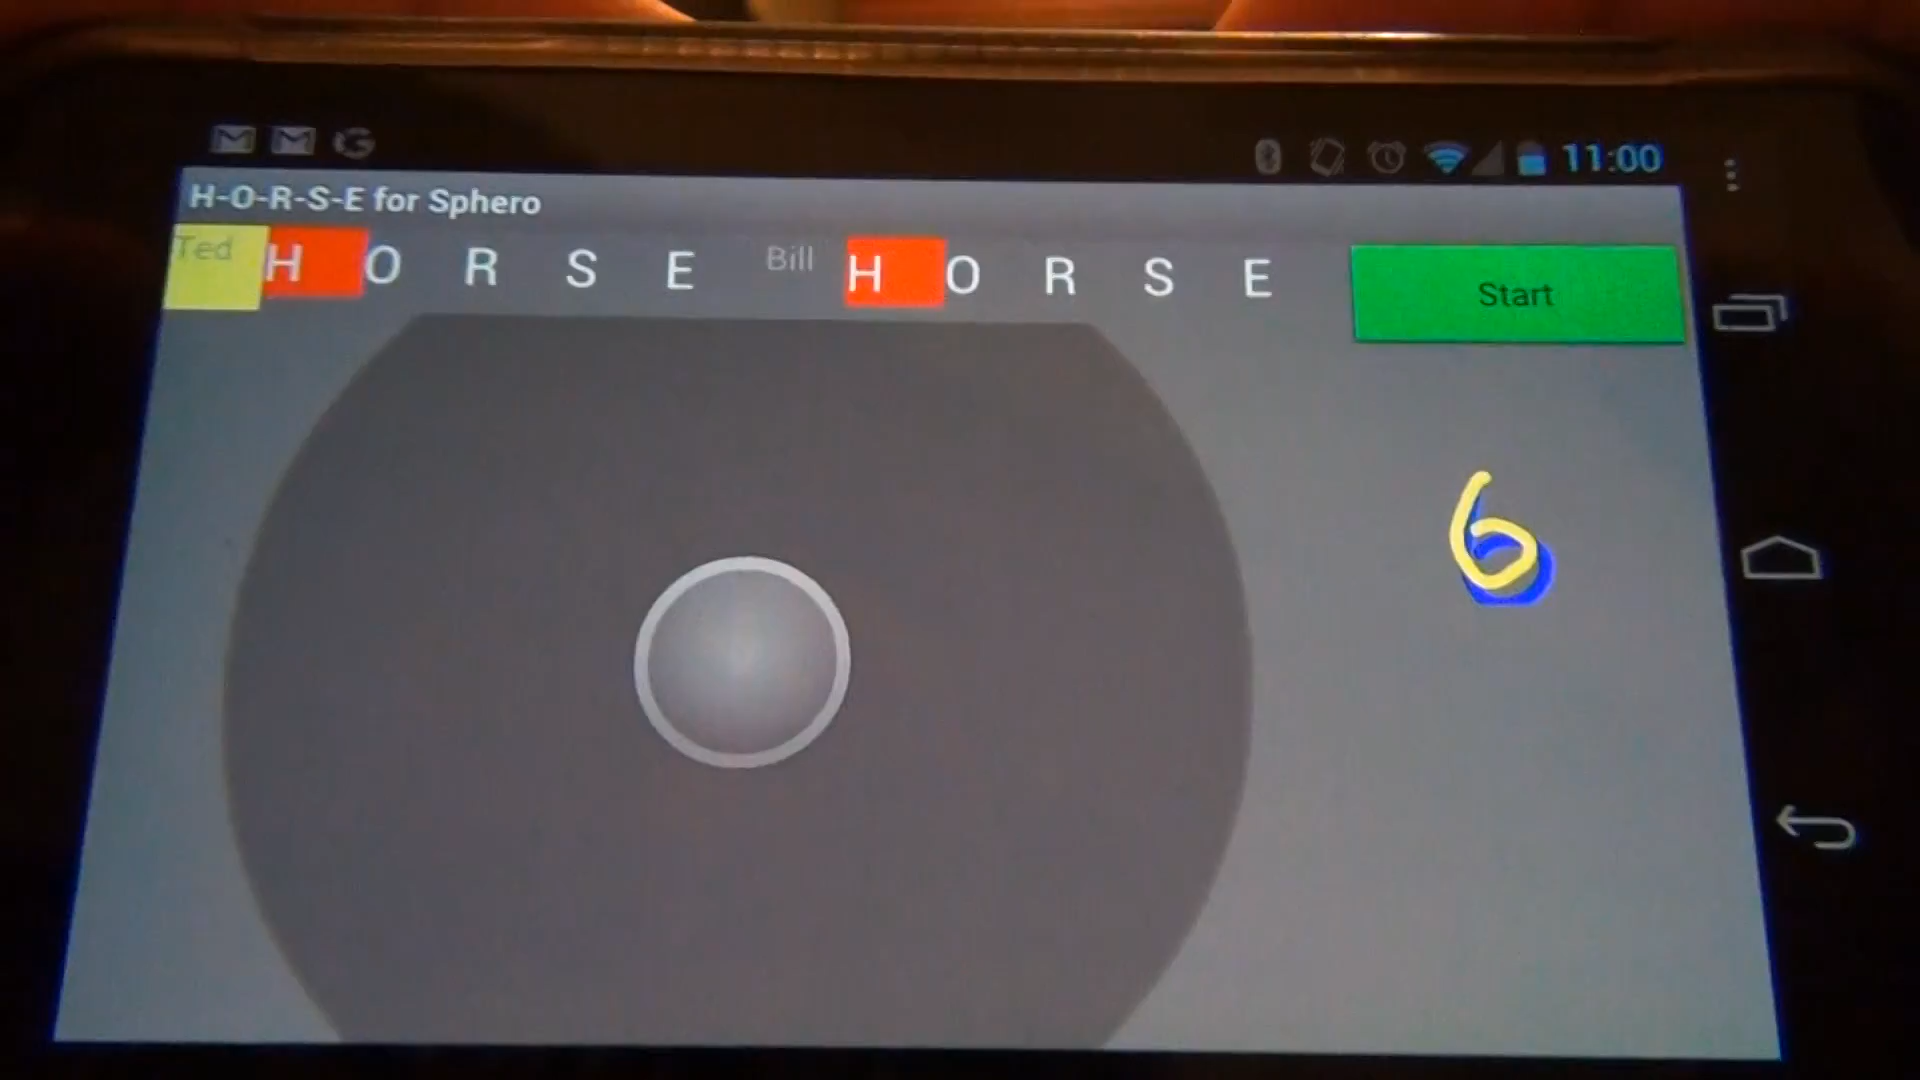 11:00
H-O-R-S-E for Sphero
Ted H O R S E Bill H O R S E Start
6